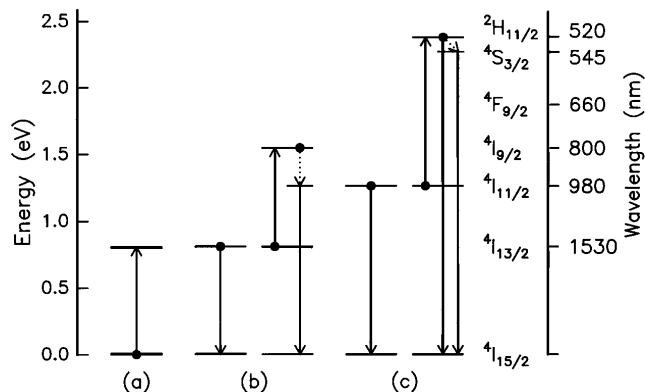 Energy (eV)
2.5
2.0
1.5
1.0
0.5
0.0
(a)
(b)
(c)
²H₁₁/₂
⁴S₃/₂
⁴F₉/₂
⁴I₉/₂
⁴I₁₁/₂
⁴I₁₃/₂
⁴I₁₅/₂
520
545
660
800
980
1530
Wavelength (nm)